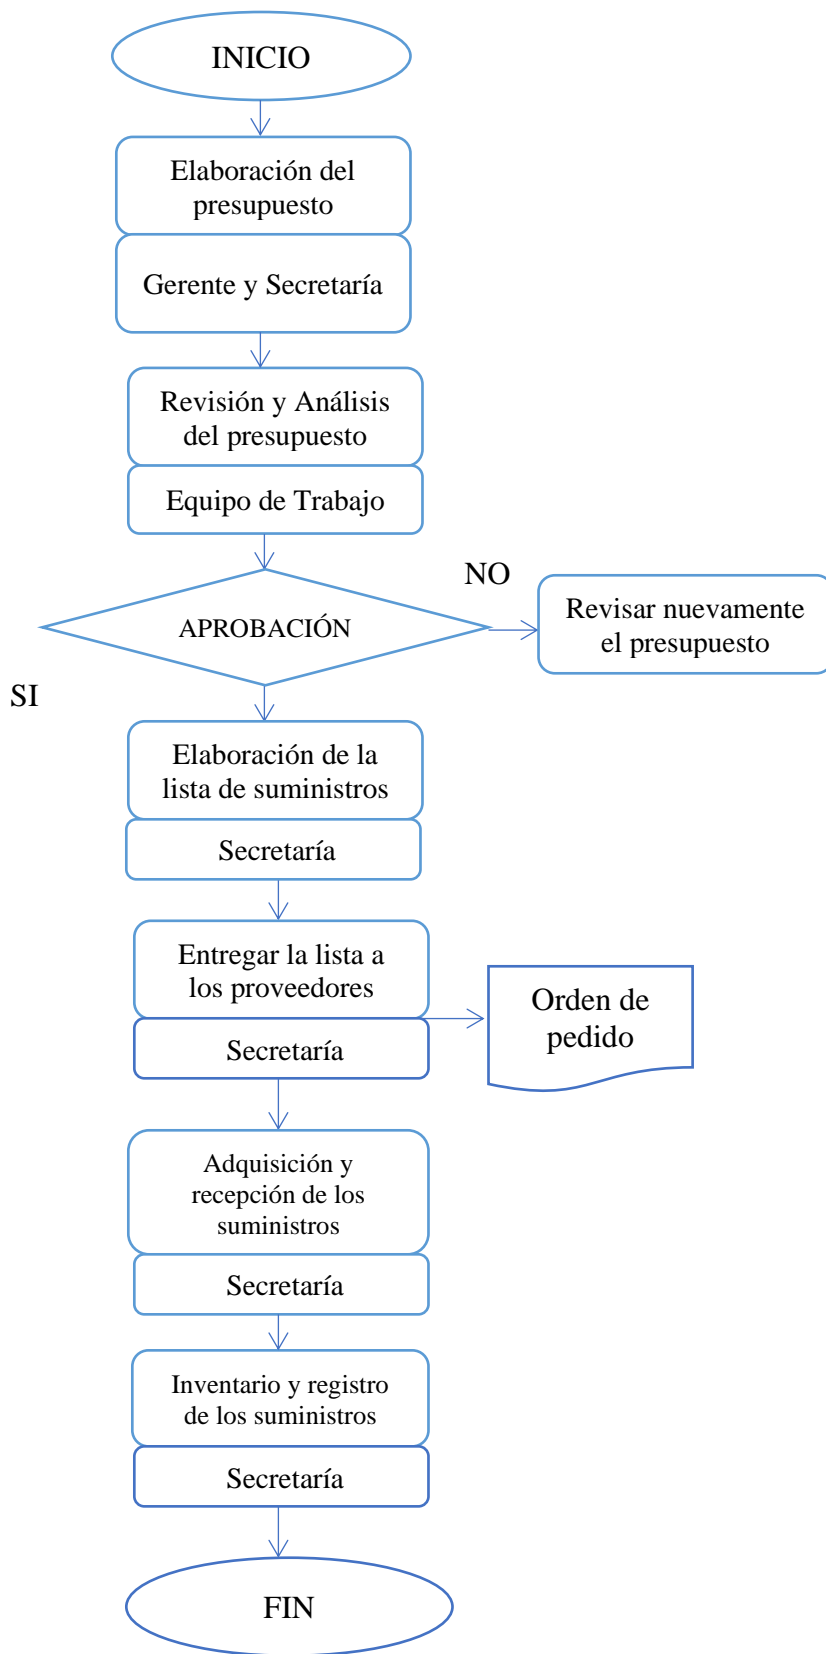 INICIO
Elaboración del
presupuesto
Gerente y Secretaría
Revisión y Análisis
del presupuesto
Equipo de Trabajo
NO
APROBACIÓN
Revisar nuevamente
el presupuesto
SI
Elaboración de la
lista de suministros
Secretaría
Entregar la lista a
los proveedores
Secretaría
Orden de
pedido
Adquisición y
recepción de los
suministros
Secretaría
Inventario y registro
de los suministros
Secretaría
FIN